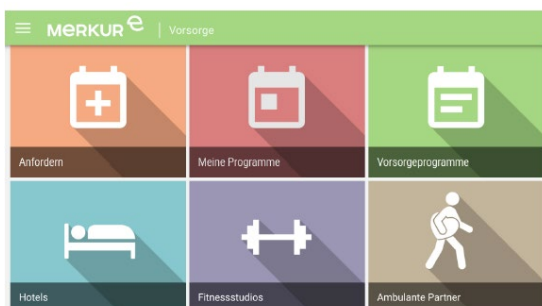 MERKUR e | Vorsorge
Anfordern
Meine Programme
Vorsorgeprogramme
Hotels
Fitnessstudios
Ambulante Partner